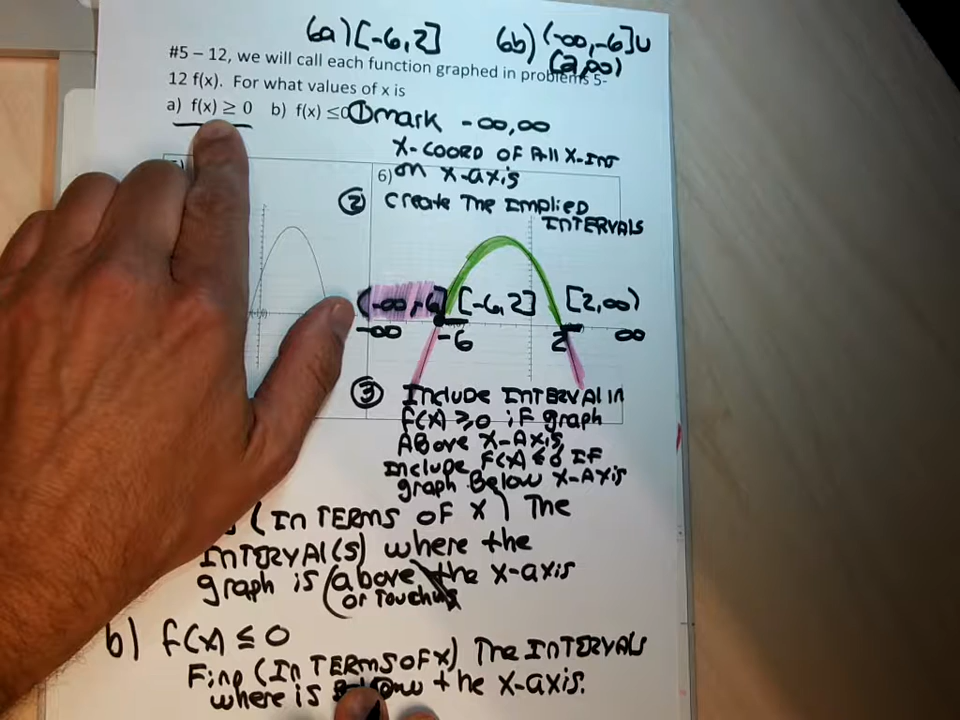 6a) [-6,2] 6b) (-∞,-6]∪
[2,∞)
#5 – 12, we will call each function graphed in problems 5-
12 f(x). For what values of x is
a) f(x) ≥ 0 b) f(x) ≤0 ① mark -∞,∞
X-COORD OF All X-INT
6) on X-axis
② Create The Implied
INTERVALS
(-∞,-6] [-6,2] [2,∞)
-∞ -6 2 ∞
③ Include INTERVAL in
f(x) ≥0 if graph
Above X-Axis,
Include f(x) ≤0 IF
graph Below X-Axis
(In TERMS OF X) The
INTERVAl(S) where the
graph is (above the x-axis
(or Touching
b) f(x) ≤ 0
Find (In TERMS OF X) The INTERVALS
where is below the x-axis.